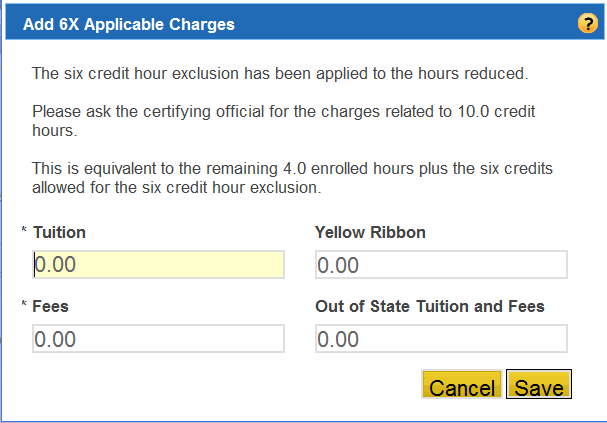 Add 6X Applicable Charges ?
The six credit hour exclusion has been applied to the hours reduced.
Please ask the certifying official for the charges related to 10.0 credit
hours.
This is equivalent to the remaining 4.0 enrolled hours plus the six credits
allowed for the six credit hour exclusion.
* Tuition Yellow Ribbon
0.00 0.00
* Fees Out of State Tuition and Fees
0.00 0.00
Cancel Save